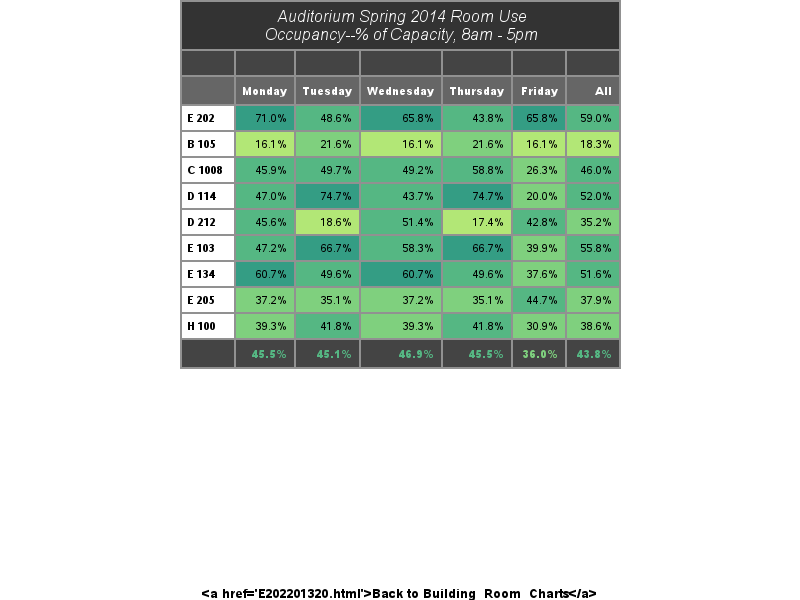 Auditorium Spring 2014 Room Use
Occupancy--% of Capacity, 8am - 5pm
Monday Tuesday Wednesday Thursday Friday All
E 202 71.0% 48.6% 65.8% 43.8% 65.8% 59.0%
B 105 16.1% 21.6% 16.1% 21.6% 16.1% 18.3%
C 1008 45.9% 49.7% 49.2% 58.8% 26.3% 46.0%
D 114 47.0% 74.7% 43.7% 74.7% 20.0% 52.0%
D 212 45.6% 18.6% 51.4% 17.4% 42.8% 35.2%
E 103 47.2% 66.7% 58.3% 66.7% 39.9% 55.8%
E 134 60.7% 49.6% 60.7% 49.6% 37.6% 51.6%
E 205 37.2% 35.1% 37.2% 35.1% 44.7% 37.9%
H 100 39.3% 41.8% 39.3% 41.8% 30.9% 38.6%
45.5% 45.1% 46.9% 45.5% 36.0% 43.8%
<a href='E202201320.html'>Back to Building_Room_Charts</a>